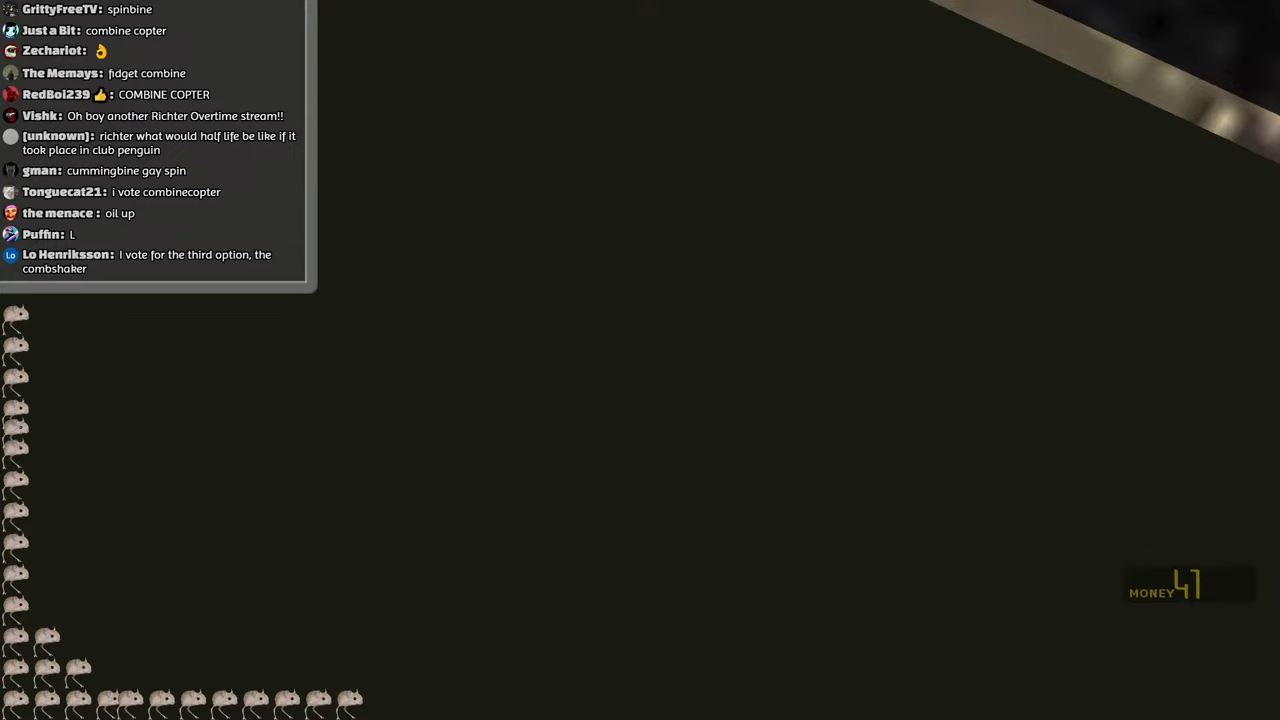 GrittyFreeTV: spinbine
Just a Bit: combine copter
Zechariot: 👌
The Memays: fidget combine
RedBoi239 👍: COMBINE COPTER
Vishk: Oh boy another Richter Overtime stream!!
(unknown): richter what would half life be like if it
took place in club penguin
gman: cummingbine gay spin
Tonguecat21: i vote combinecopter
the menace : oil up
Puffin: L
Lo Lo Henriksson: I vote for the third option, the
combshaker
MONEY 41